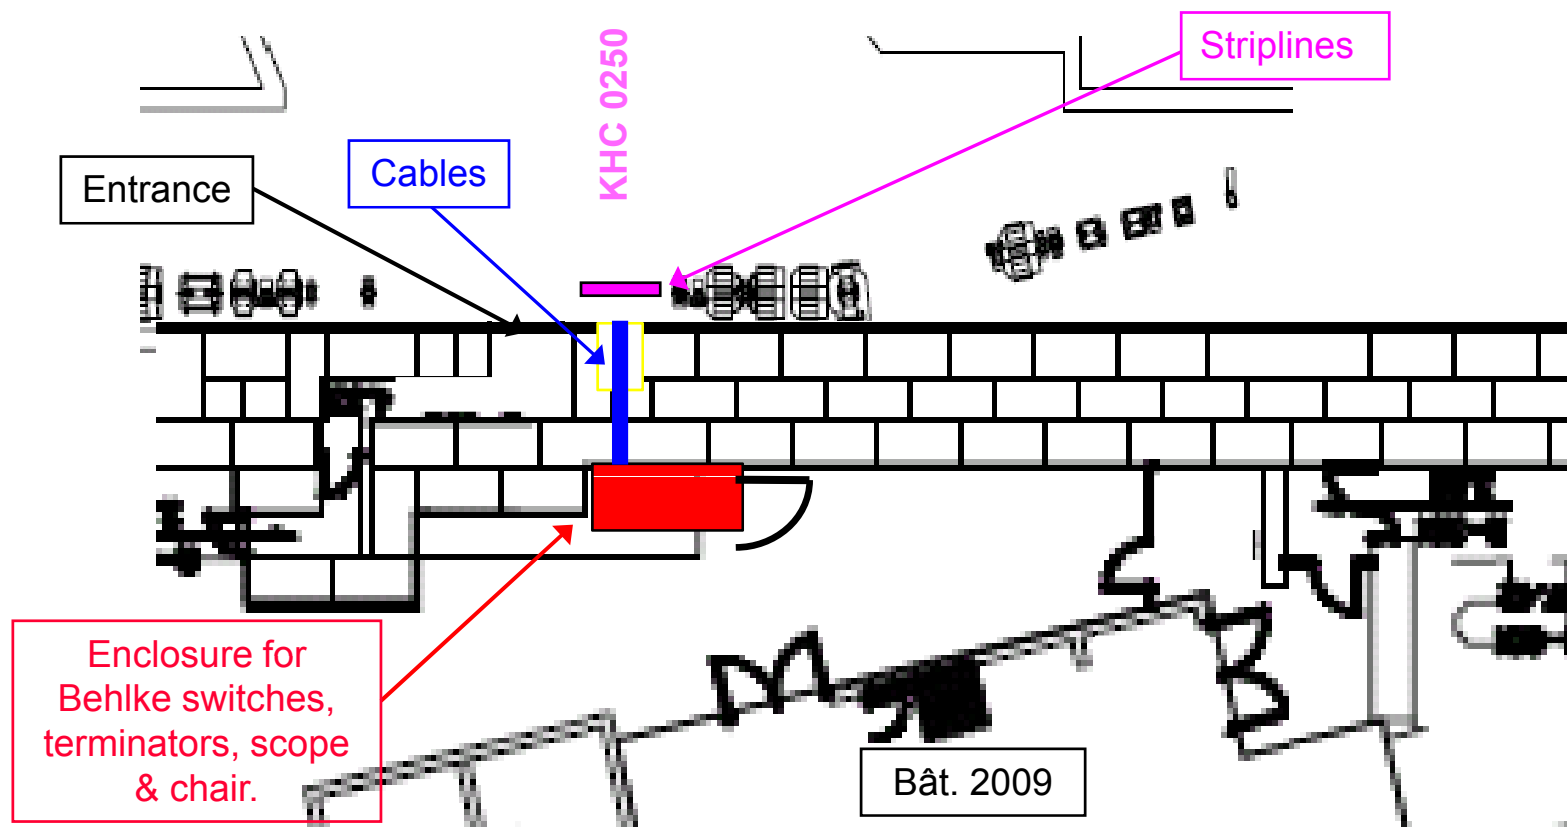 Striplines
KHC 0250
Cables
Entrance
Enclosure for
Behlke switches,
terminators, scope
& chair.
Bât. 2009